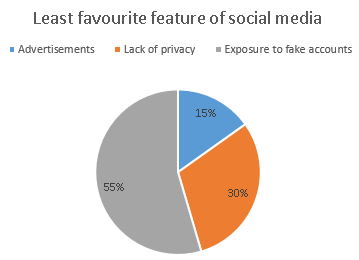 Least favourite feature of social media
Advertisements Lack of privacy Exposure to fake accounts
15%
30%
55%